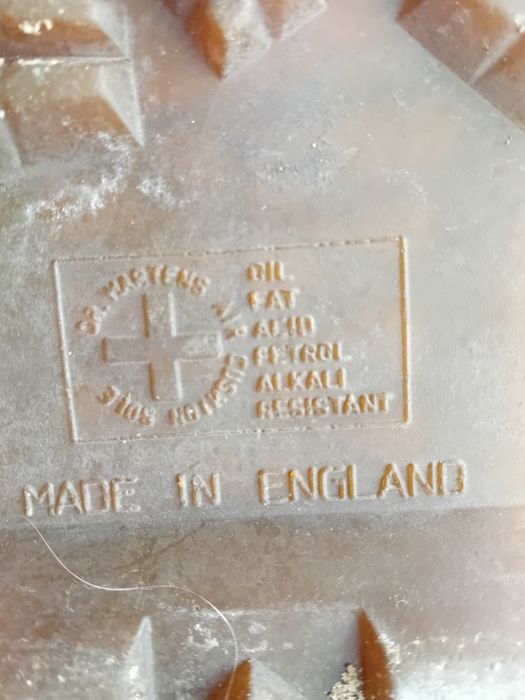 DR. MARTENS AIR CUSHION SOLE
OIL
FAT
ACID
PETROL
ALKALI
RESISTANT
MADE IN ENGLAND